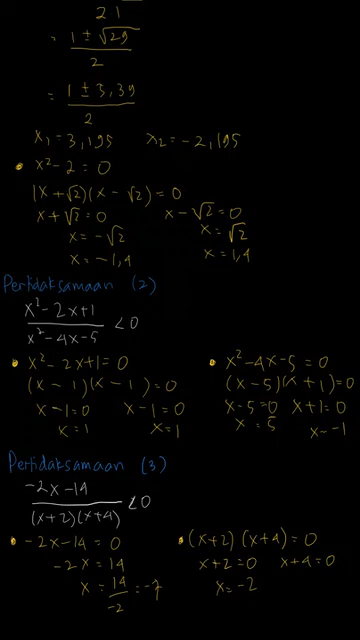 21
= 1 ± √29 / 2
= 1 ± 3,39 / 2
x₁ = 3,195 x₂ = -2,195
• x² - 2 = 0
(x + √2)(x - √2) = 0
x + √2 = 0 x - √2 = 0
x = -√2 x = √2
x = -1,4 x = 1,4
Pertidaksamaan (2)
x² - 2x + 1 / x² - 4x - 5 < 0
• x² - 2x + 1 = 0 • x² - 4x - 5 = 0
(x - 1)(x - 1) = 0 (x - 5)(x + 1) = 0
x - 1 = 0 x - 1 = 0 x - 5 = 0 x + 1 = 0
x = 1 x = 1 x = 5 x = -1
Pertidaksamaan (3)
-2x - 14 / (x + 2)(x + 4) < 0
• -2x - 14 = 0 • (x + 2)(x + 4) = 0
-2x = 14 x + 2 = 0 x + 4 = 0
x = 14 / -2 = -7 x = -2